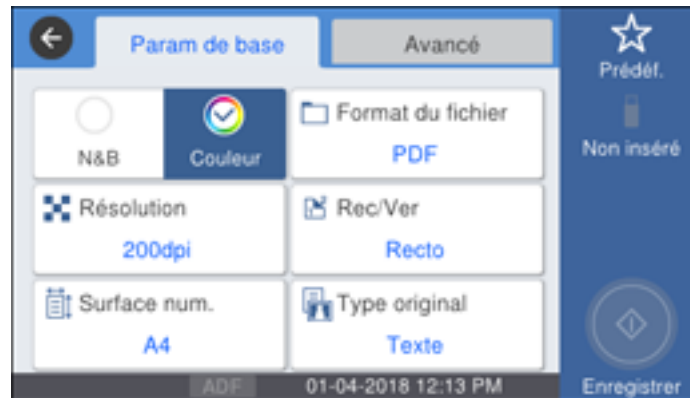 Param de base
Avancé
Prédéf.
N&B
Couleur
Format du fichier
PDF
Non inséré
Résolution
200dpi
Rec/Ver
Recto
Surface num.
A4
Type original
Texte
ADF
01-04-2018 12:13 PM
Enregistrer